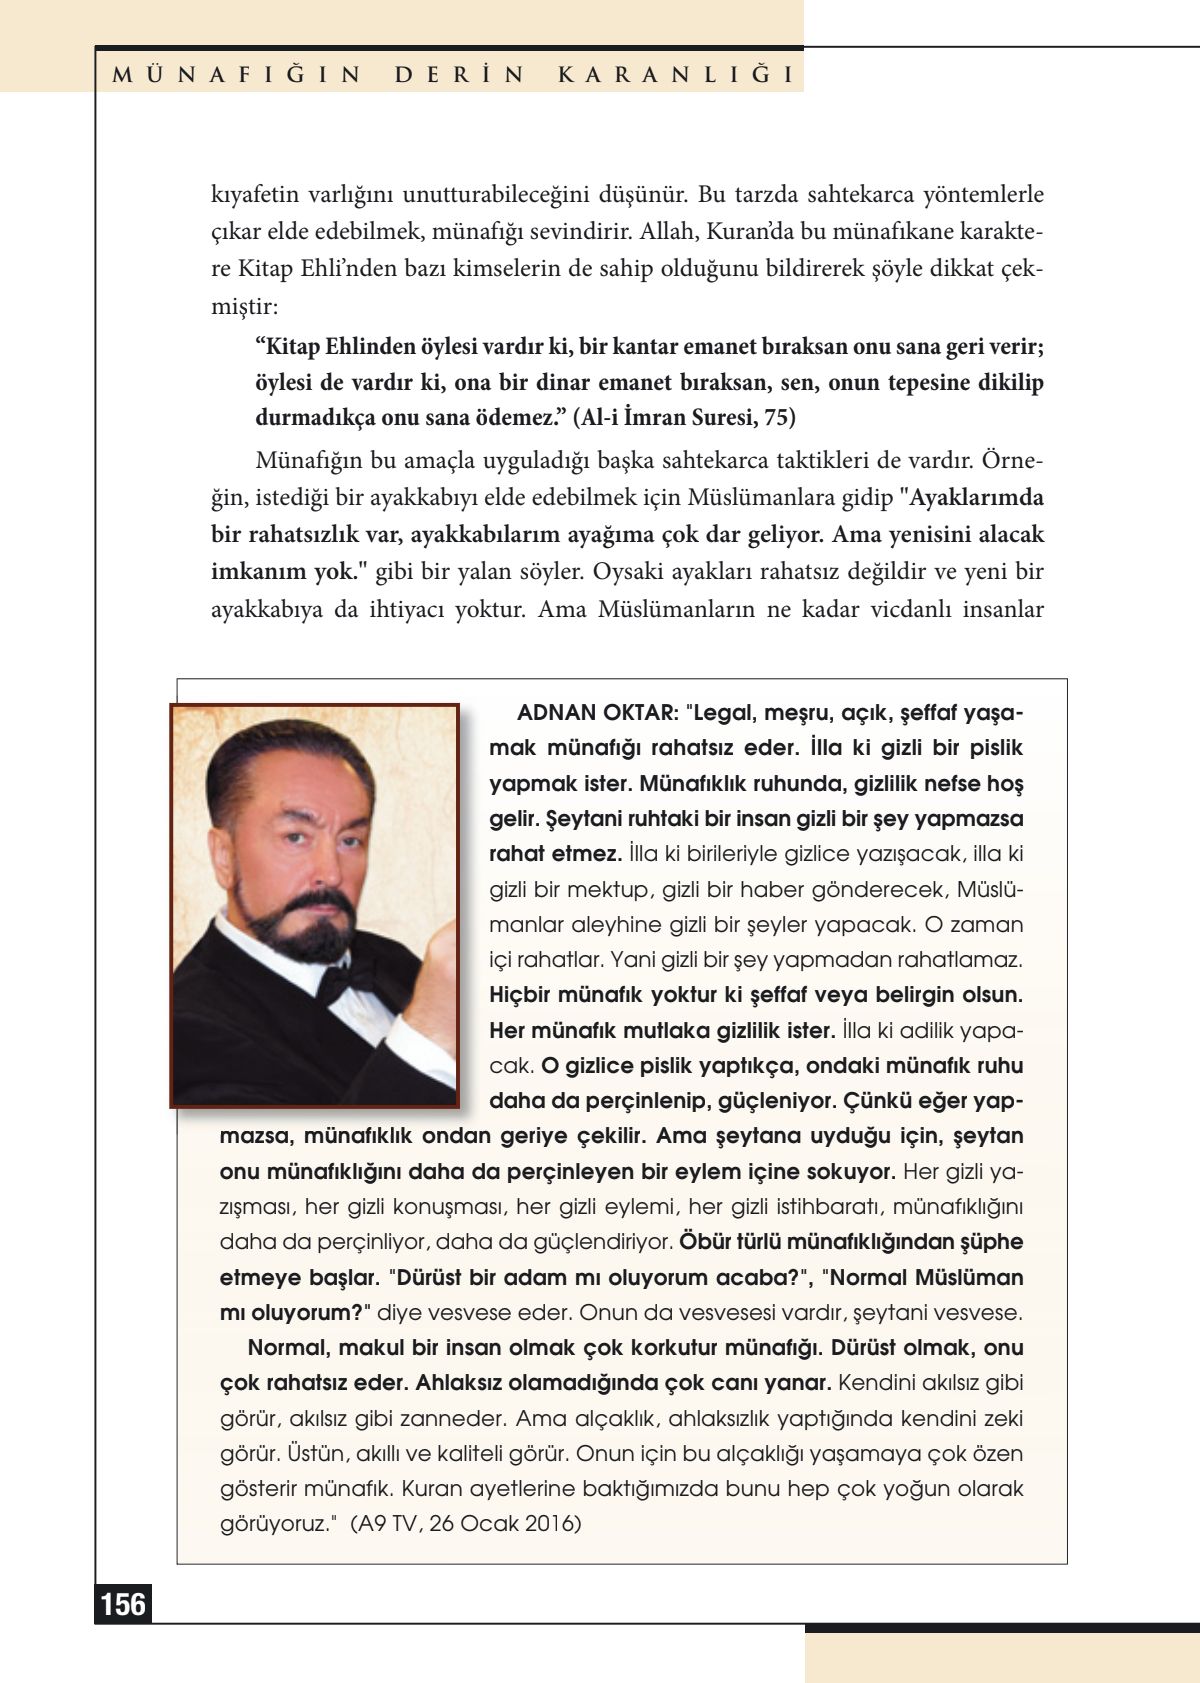 MÜNAFIĞIN DERİN KARANLIĞI
kıyafetin varlığını unutturabileceğini düşünür. Bu tarzda sahtekarca yöntemlerle
çıkar elde edebilmek, münafığı sevindirir. Allah, Kuran’da bu münafıkane karakte-
re Kitap Ehli’nden bazı kimselerin de sahip olduğunu bildirerek şöyle dikkat çek-
miştir:
“Kitap Ehlinden öylesi vardır ki, bir kantar emanet bıraksan onu sana geri verir;
öylesi de vardır ki, ona bir dinar emanet bıraksan, sen, onun tepesine dikilip
durmadıkça onu sana ödemez.” (Al-i İmran Suresi, 75)
Münafığın bu amaçla uyguladığı başka sahtekarca taktikleri de vardır. Örne-
ğin, istediği bir ayakkabıyı elde edebilmek için Müslümanlara gidip "Ayaklarımda
bir rahatsızlık var, ayakkabılarım ayağıma çok dar geliyor. Ama yenisini alacak
imkanım yok." gibi bir yalan söyler. Oysaki ayakları rahatsız değildir ve yeni bir
ayakkabıya da ihtiyacı yoktur. Ama Müslümanların ne kadar vicdanlı insanlar
ADNAN OKTAR: "Legal, meşru, açık, şeffaf yaşa-
mak münafığı rahatsız eder. İlla ki gizli bir pislik
yapmak ister. Münafıklık ruhunda, gizlilik nefse hoş
gelir. Şeytani ruhtaki bir insan gizli bir şey yapmazsa
rahat etmez. İlla ki birileriyle gizlice yazışacak, illa ki
gizli bir mektup, gizli bir haber gönderecek, Müslü-
manlar aleyhine gizli bir şeyler yapacak. O zaman
içi rahatlar. Yani gizli bir şey yapmadan rahatlamaz.
Hiçbir münafık yoktur ki şeffaf veya belirgin olsun.
Her münafık mutlaka gizlilik ister. İlla ki adilik yapa-
cak. O gizlice pislik yaptıkça, ondaki münafık ruhu
daha da perçinlenip, güçleniyor. Çünkü eğer yap-
mazsa, münafıklık ondan geriye çekilir. Ama şeytana uyduğu için, şeytan
onu münafıklığını daha da perçinleyen bir eylem içine sokuyor. Her gizli ya-
zışması, her gizli konuşması, her gizli eylemi, her gizli istihbaratı, münafıklığını
daha da perçinliyor, daha da güçlendiriyor. Öbür türlü münafıklığından şüphe
etmeye başlar. "Dürüst bir adam mı oluyorum acaba?", "Normal Müslüman
mı oluyorum?" diye vesvese eder. Onun da vesvesesi vardır, şeytani vesvese.
Normal, makul bir insan olmak çok korkutur münafığı. Dürüst olmak, onu
çok rahatsız eder. Ahlaksız olamadığında çok canı yanar. Kendini akılsız gibi
görür, akılsız gibi zanneder. Ama alçaklık, ahlaksızlık yaptığında kendini zeki
görür. Üstün, akıllı ve kaliteli görür. Onun için bu alçaklığı yaşamaya çok özen
gösterir münafık. Kuran ayetlerine baktığımızda bunu hep çok yoğun olarak
görüyoruz." (A9 TV, 26 Ocak 2016)
156